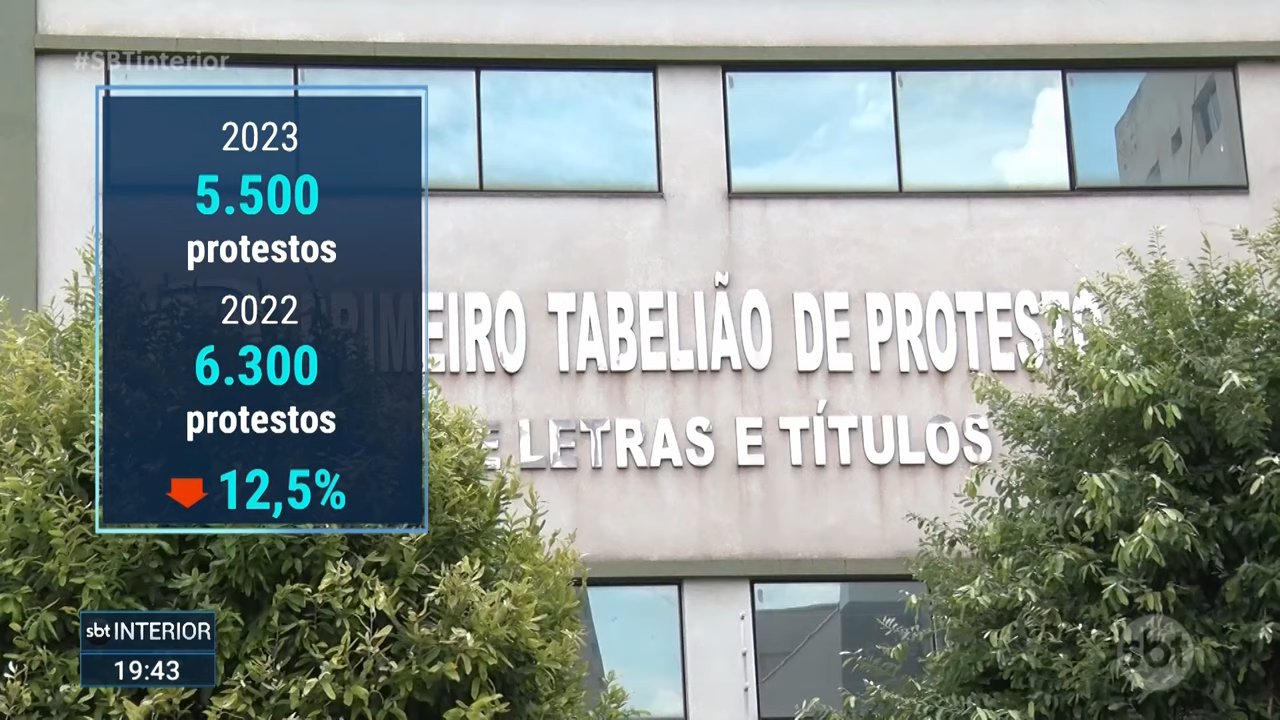 #SBTinterior
2023
5.500
protestos
2022
6.300
protestos
12,5%
PRIMEIRO TABELIÃO DE PROTESTO
E LETRAS E TÍTULOS
sbt INTERIOR
19:43
sbt